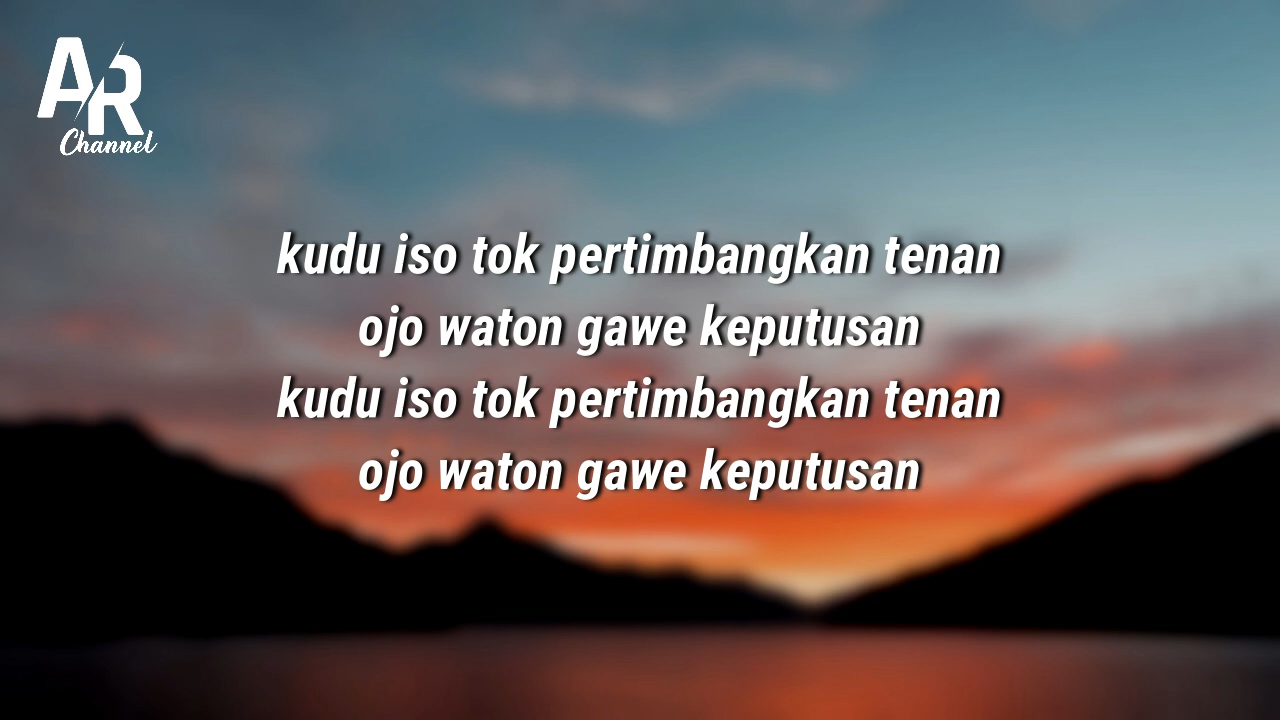 AR
Channel
kudu iso tok pertimbangkan tenan
ojo waton gawe keputusan
kudu iso tok pertimbangkan tenan
ojo waton gawe keputusan